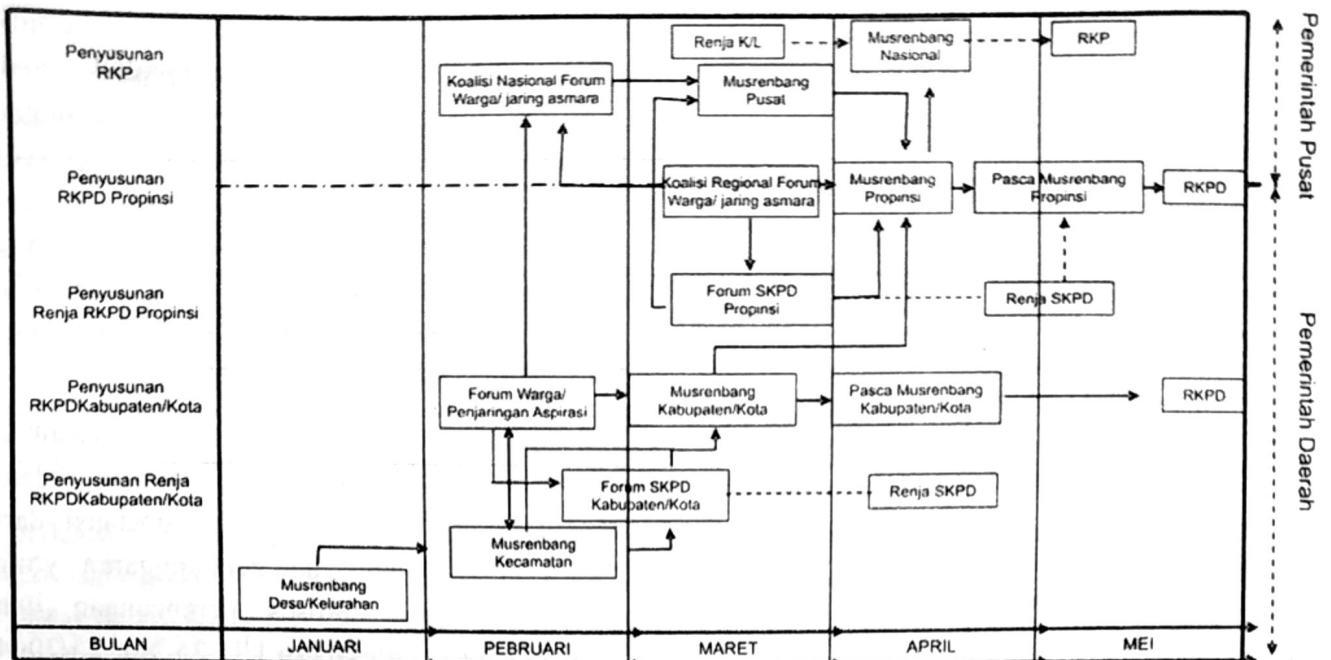 Penyusunan
RKP
Renja K/L
Musrenbang
Nasional
RKP
Koalisi Nasional Forum
Warga/ jaring asmara
Musrenbang
Pusat
Penyusunan
RKPD Propinsi
Koalisi Regional Forum
Warga/ jaring asmara
Musrenbang
Propinsi
Pasca Musrenbang
Propinsi
RKPD
Penyusunan
Renja RKPD Propinsi
Forum SKPD
Propinsi
Renja SKPD
Penyusunan
RKPDKabupaten/Kota
Forum Warga/
Penjaringan Aspirasi
Musrenbang
Kabupaten/Kota
Pasca Musrenbang
Kabupaten/Kota
RKPD
Penyusunan Renja
RKPDKabupaten/Kota
Forum SKPD
Kabupaten/Kota
Renja SKPD
Musrenbang
Kecamatan
Musrenbang
Desa/Kelurahan
BULAN
JANUARI
PEBRUARI
MARET
APRIL
MEI
Pemerintah Pusat
Pemerintah Daerah